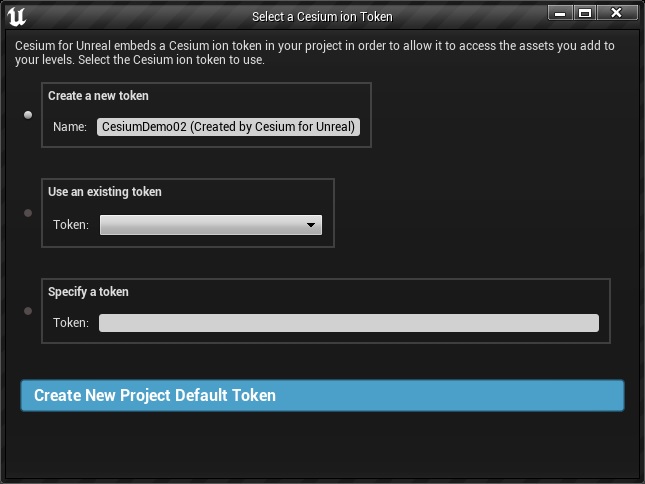 Select a Cesium ion Token
Cesium for Unreal embeds a Cesium ion token in your project in order to allow it to access the assets you add to
your levels. Select the Cesium ion token to use.
Create a new token
Name: CesiumDemo02 (Created by Cesium for Unreal)
Use an existing token
Token:
Specify a token
Token:
Create New Project Default Token